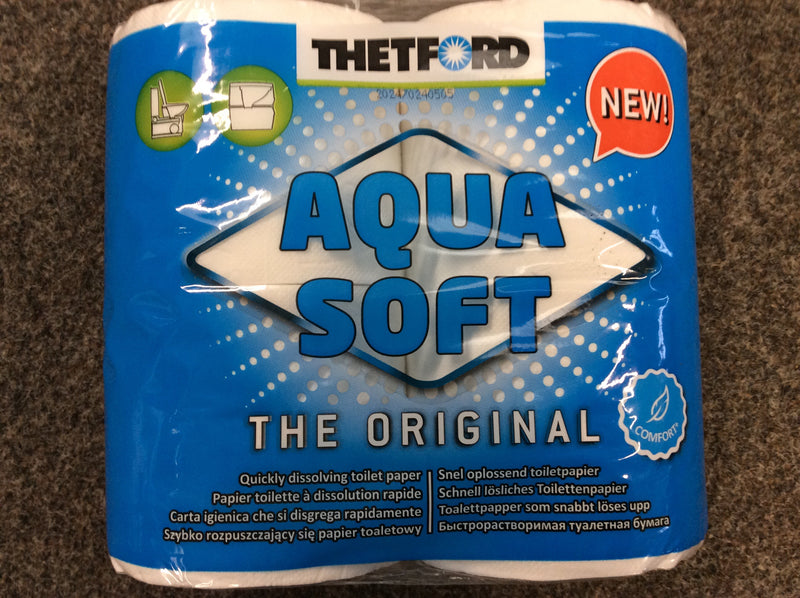 THETFORD
202470240505
NEW!
AQUA
SOFT
THE ORIGINAL
COMFORT+
Quickly dissolving toilet paper
Papier toilette à dissolution rapide
Carta igienica che si disgrega rapidamente
Szybko rozpuszczający się papier toaletowy
Snel oplossend toiletpapier
Schnell lösliches Toilettenpapier
Toalettpapper som snabbt löses upp
Быстрорастворимая туалетная бумага